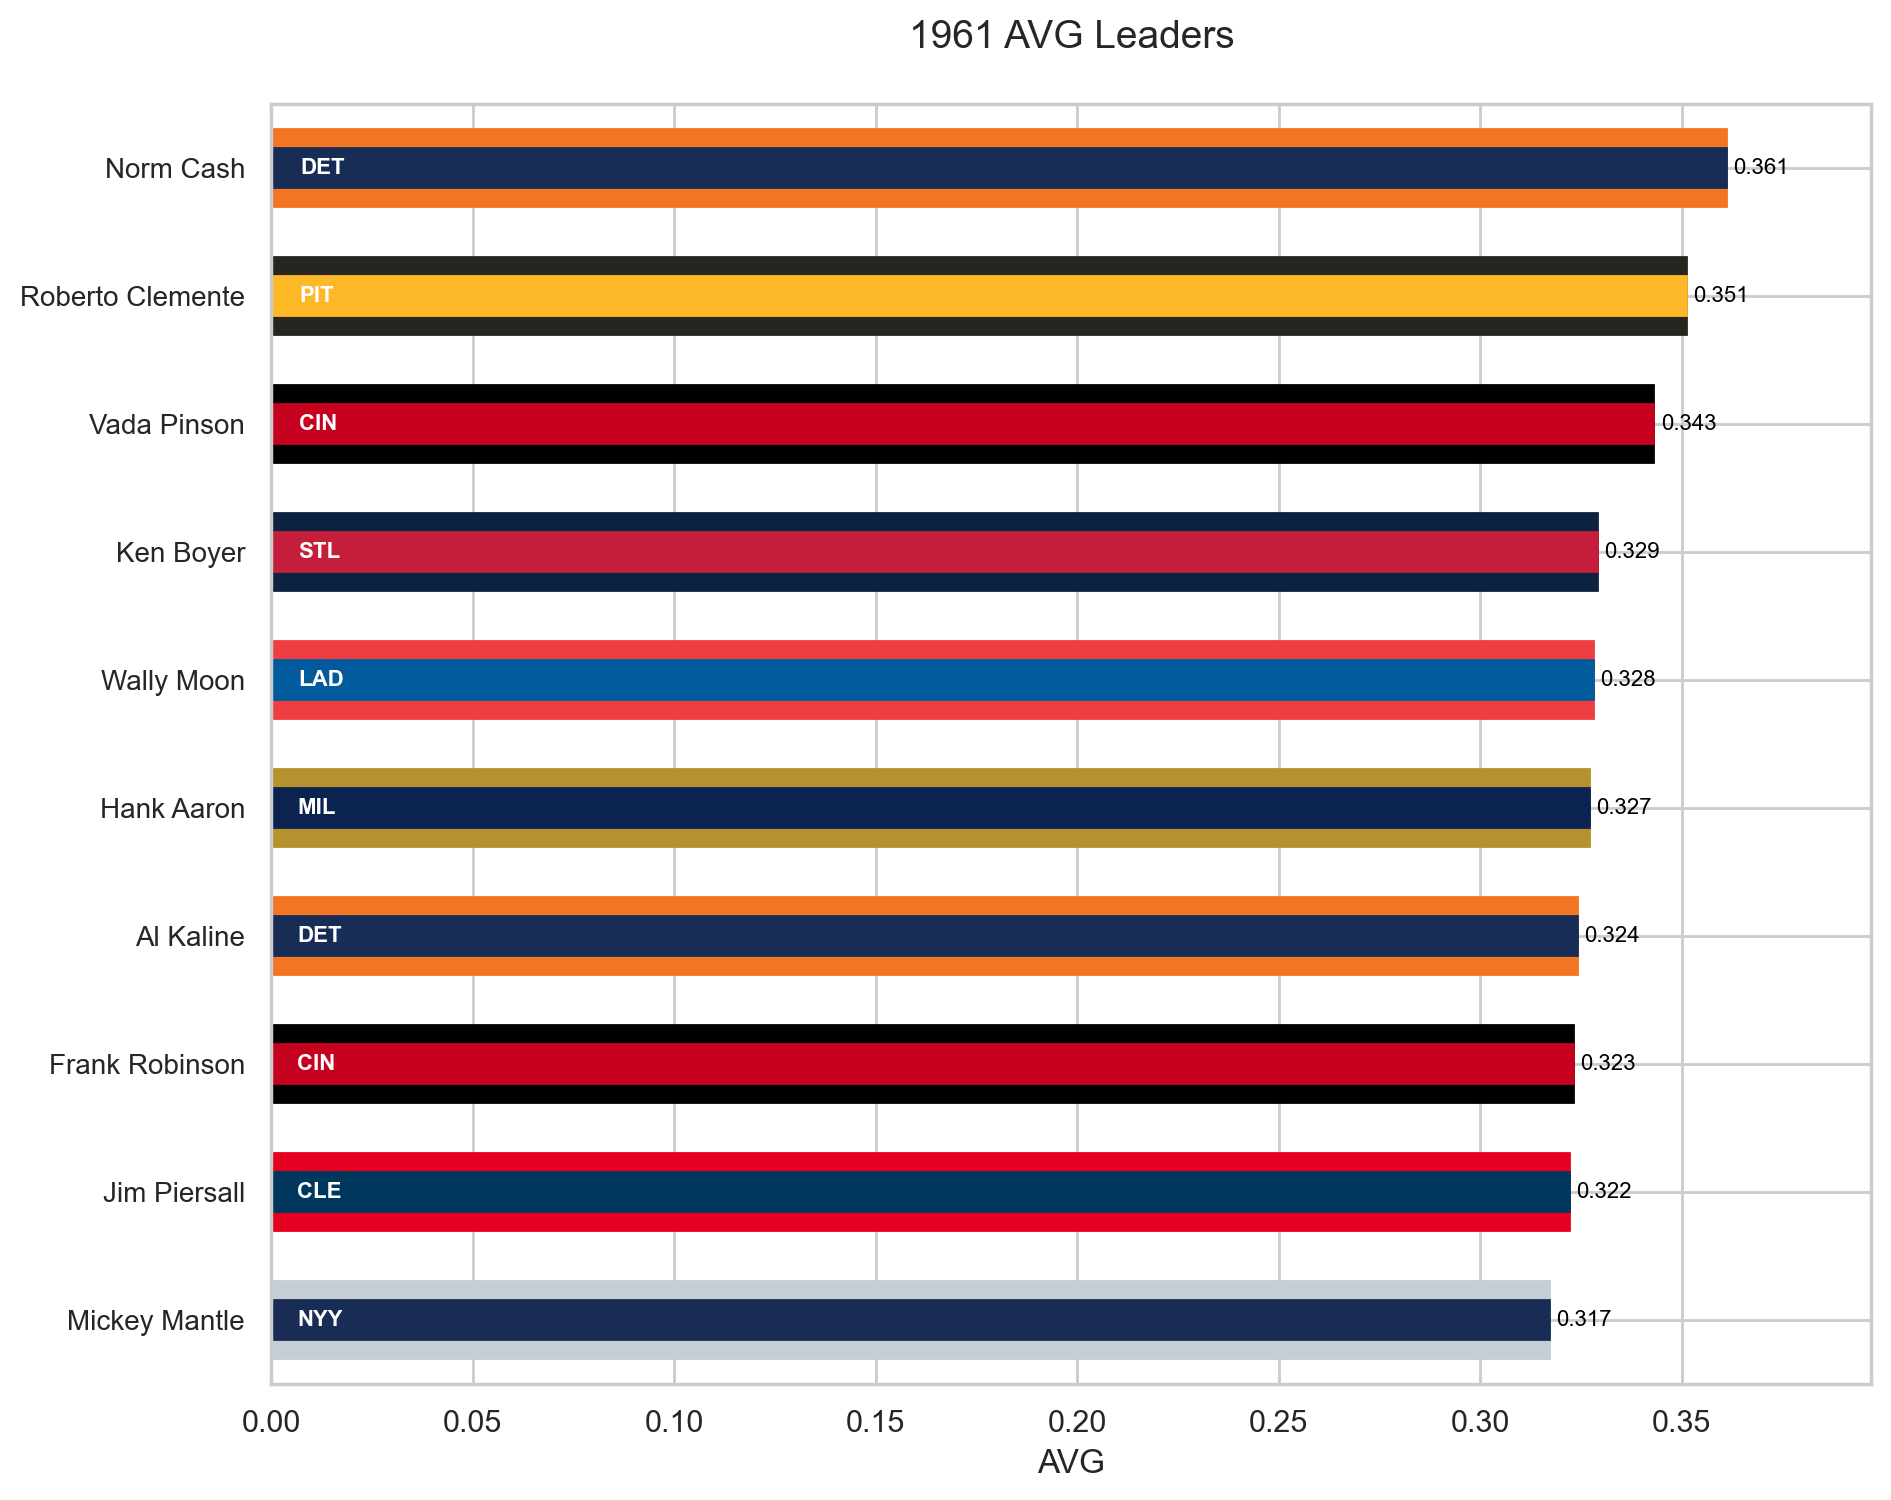 1961 AVG Leaders
Norm Cash DET 0.361
Roberto Clemente PIT 0.351
Vada Pinson CIN 0.343
Ken Boyer STL 0.329
Wally Moon LAD 0.328
Hank Aaron MIL 0.327
Al Kaline DET 0.324
Frank Robinson CIN 0.323
Jim Piersall CLE 0.322
Mickey Mantle NYY 0.317
0.00 0.05 0.10 0.15 0.20 0.25 0.30 0.35
AVG